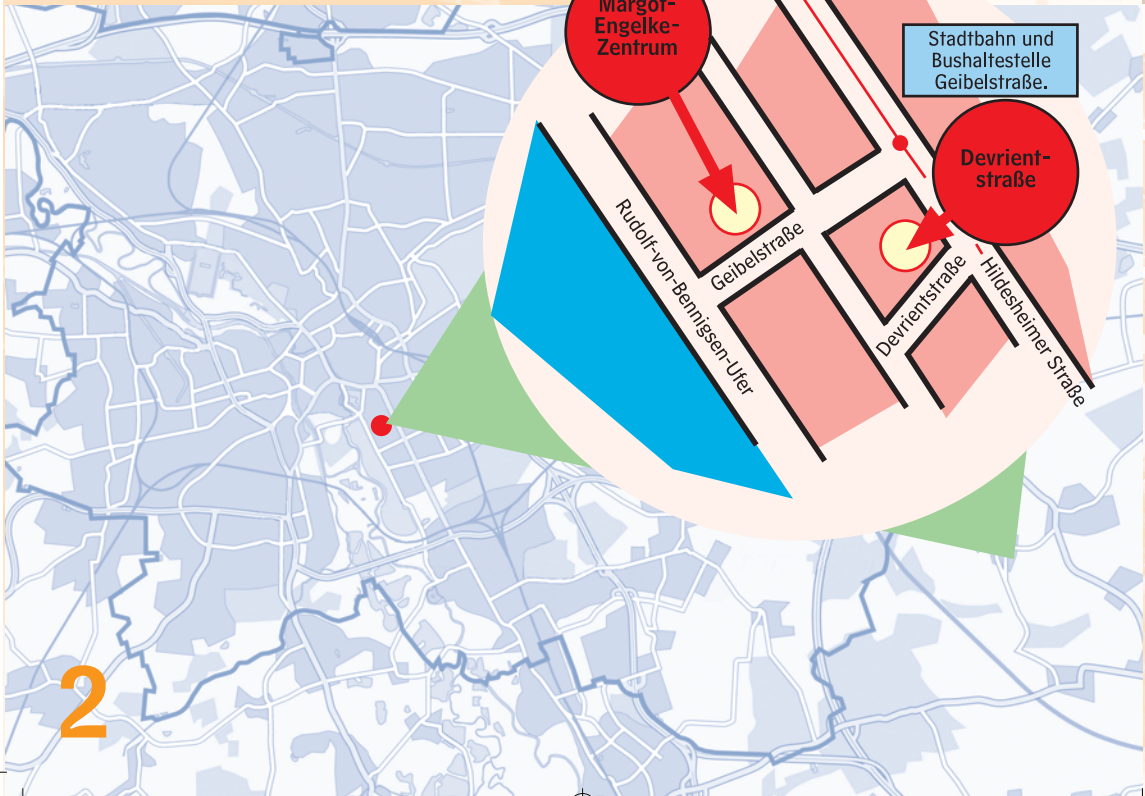 Margot-
Engelke-
Zentrum
Stadtbahn und
Bushaltestelle
Geibelstraße.
Devrient-
straße
Rudolf-von-Bennigsen-Ufer
Geibelstraße
Devrientstraße
Hildesheimer Straße
2